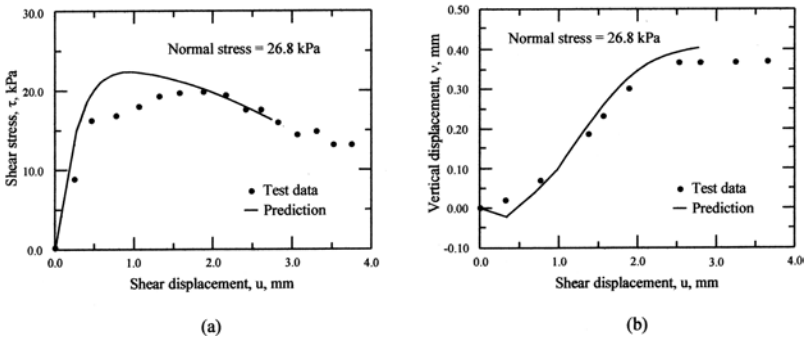 30.0
20.0
10.0
0.0
Shear stress, τ, kPa
Normal stress = 26.8 kPa
Test data
Prediction
0.0 1.0 2.0 3.0 4.0
Shear displacement, u, mm
(a)
0.50
0.40
0.30
0.20
0.10
0.00
-0.10
Vertical displacement, v, mm
Normal stress = 26.8 kPa
Test data
Prediction
0.0 1.0 2.0 3.0 4.00
Shear displacement, u, mm
(b)